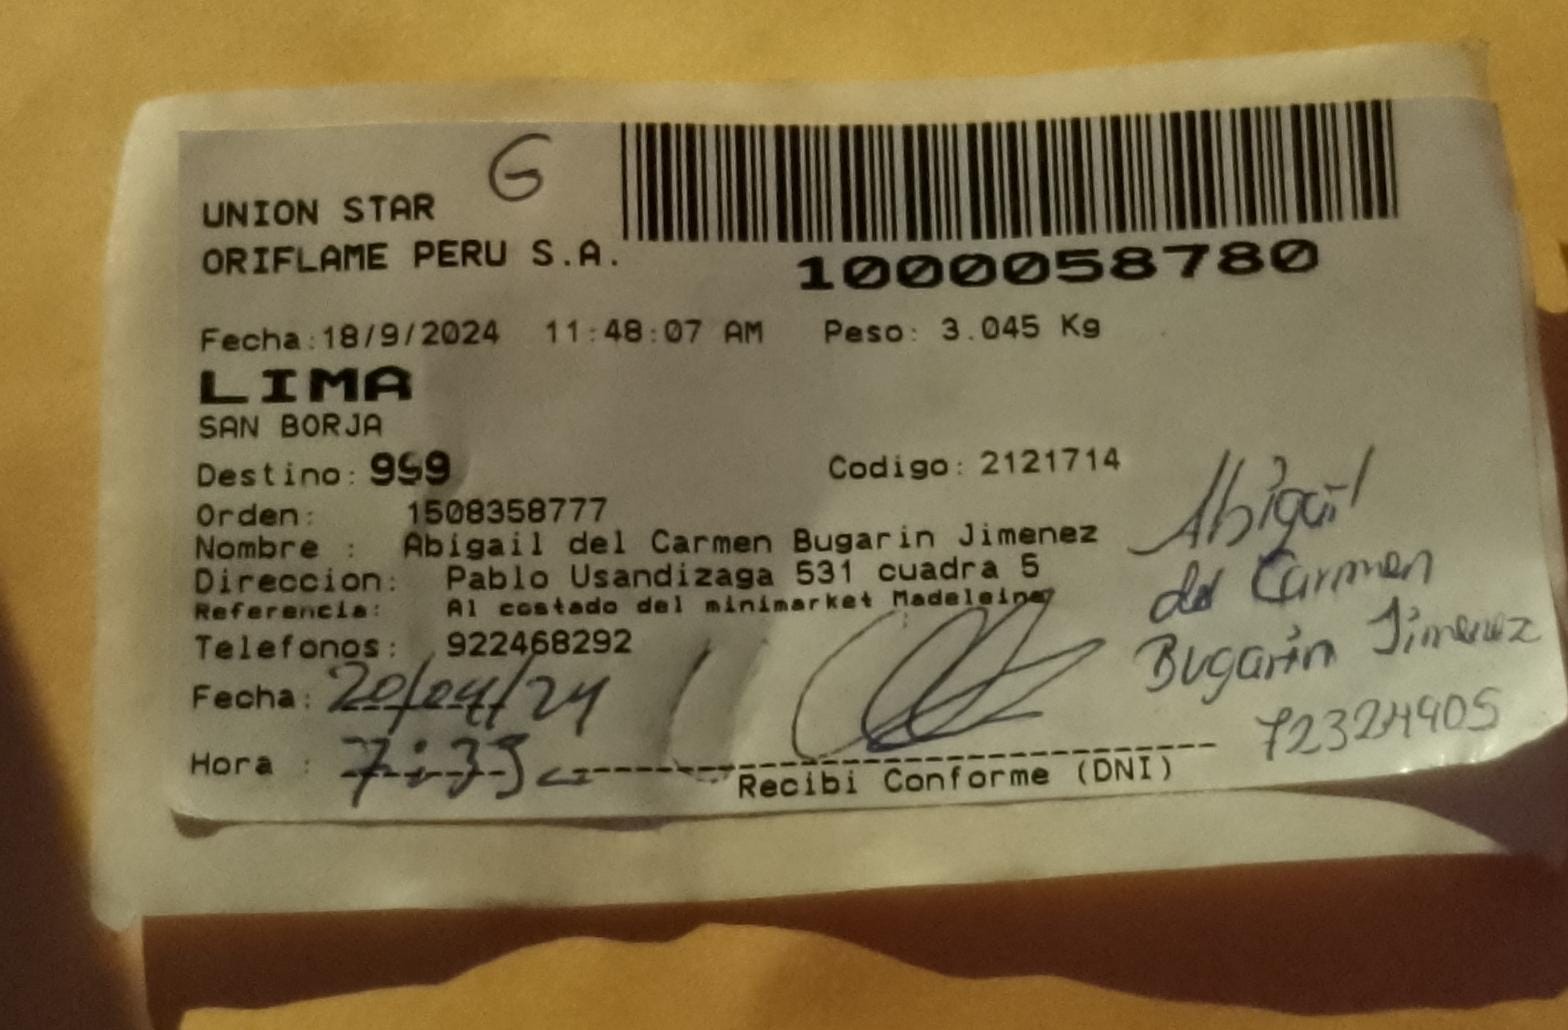 G
UNION STAR
ORIFLAME PERU S.A.
1000058780
Fecha:18/9/2024 11:48:07 AM Peso: 3.045 Kg
LIMA
SAN BORJA
Destino: 999 Codigo: 2121714
Orden: 1508358777
Nombre : Abigail del Carmen Bugarin Jimenez
Direccion: Pablo Usandizaga 531 cuadra 5
Referencia: Al costado del minimarket Madeleine
Telefonos: 922468292
Fecha: 20/09/24
Hora : 7:35
Recibi Conforme (DNI)
Abigail
del Carmen
Bugarin Jimenez
72324905